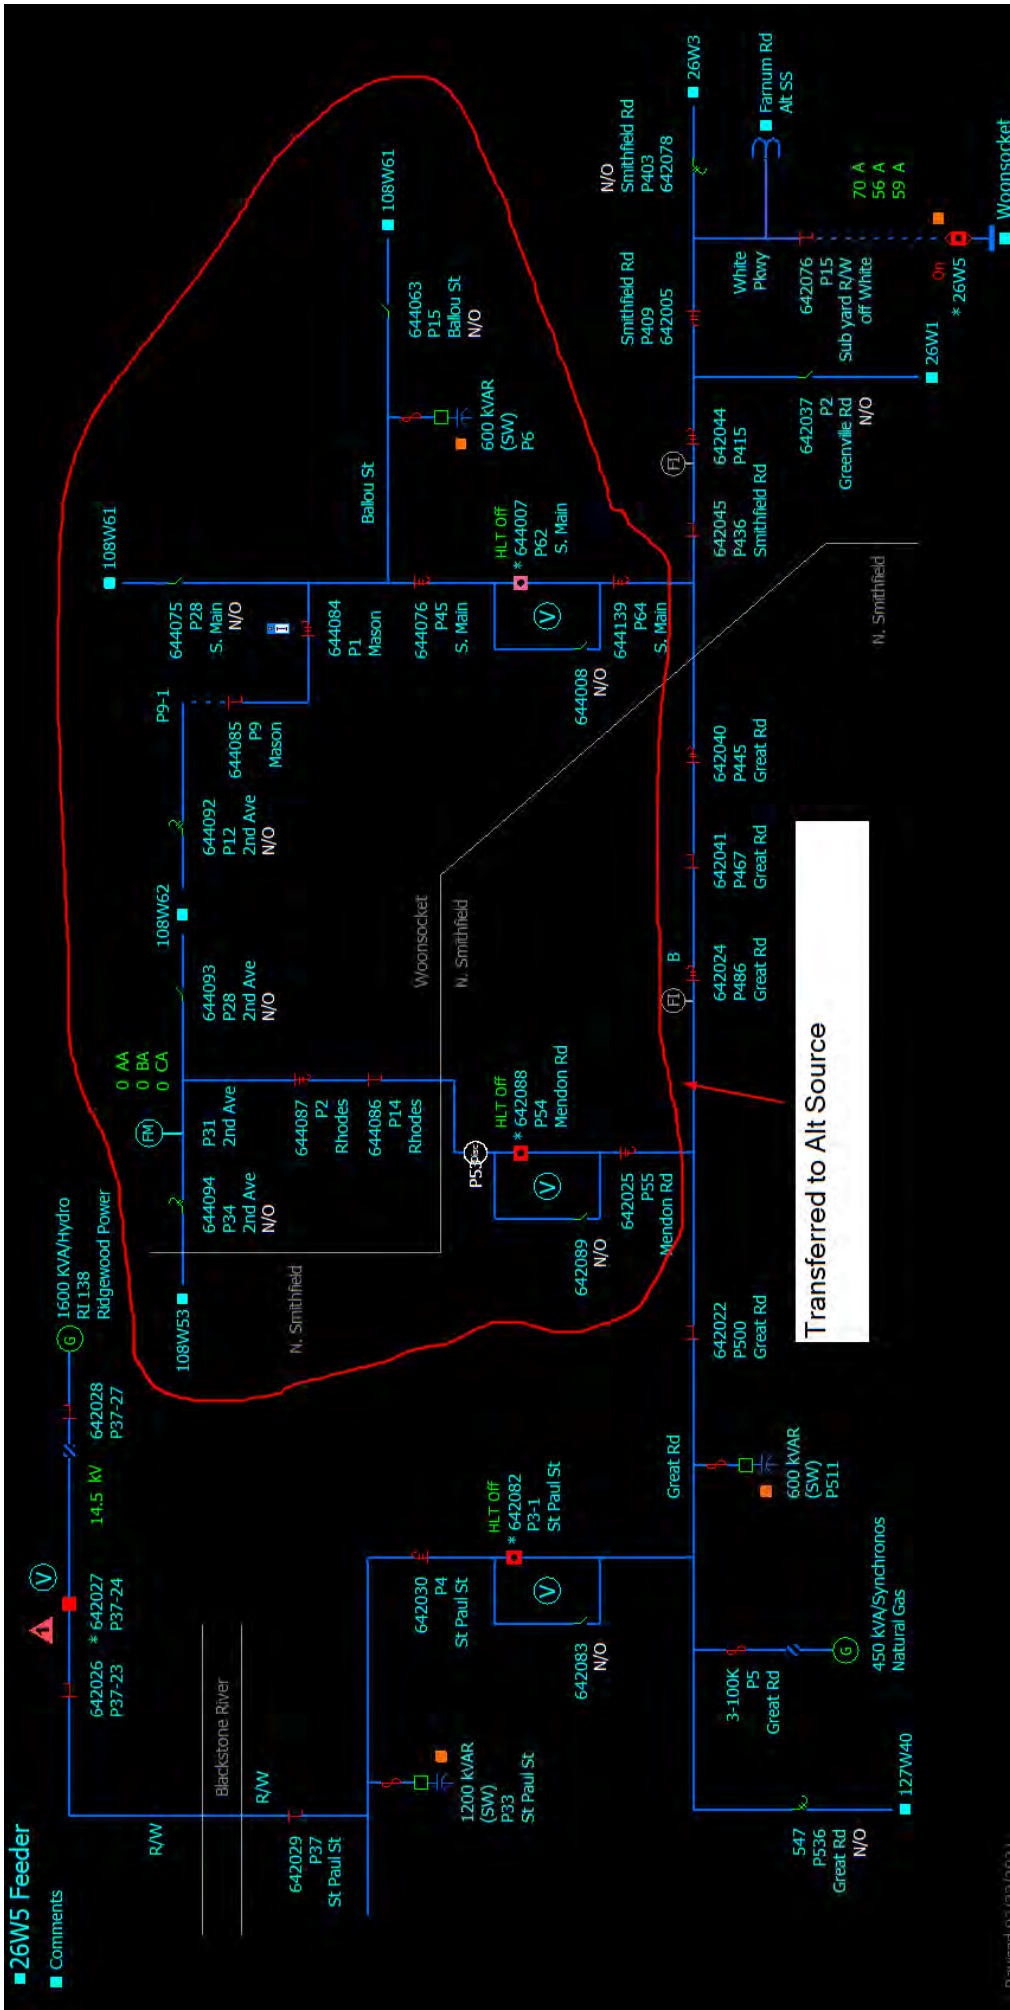 26W5 Feeder
Comments
R/W
Blackstone River
R/W
642026
P37-23
* 642027
P37-24
V
14.5 kV
642028
P37-27
G
1600 KVA/Hydro
RI 138
Ridgewood Power
642029
P37
St Paul St
1200 kVAR
(SW)
P33
St Paul St
642030
P4
St Paul St
HLT Off
* 642082
P3-1
St Paul St
V
642083
N/O
547
P536
Great Rd
N/O
127W40
3-100K
P5
Great Rd
G
450 kVA/Synchronos
Natural Gas
Great Rd
600 kVAR
(SW)
P511
642022
P500
Great Rd
108W53
N. Smithfield
644094
P34
2nd Ave
N/O
FM
P31
2nd Ave
0 AA
0 BA
0 CA
644087
P2
Rhodes
644086
P14
Rhodes
644093
P28
2nd Ave
N/O
108W62
644092
P12
2nd Ave
N/O
P53
HLT Off
* 642088
P54
Mendon Rd
V
642089
N/O
642025
P55
Mendon Rd
Woonsocket
N. Smithfield
Transferred to Alt Source
FI
B
642024
P486
Great Rd
642041
P467
Great Rd
642040
P445
Great Rd
P9-1
644085
P9
Mason
644084
P1
Mason
108W61
644075
P28
S. Main
N/O
644076
P45
S. Main
HLT Off
* 644007
P62
S. Main
V
644008
N/O
644139
P64
S. Main
Ballou St
600 kVAR
(SW)
P6
644063
P15
Ballou St
N/O
108W61
N. Smithfield
642045
P436
Smithfield Rd
FI
642044
P415
642037
P2
Greenville Rd
N/O
26W1
Smithfield Rd
P409
642005
White
Pkwy
642076
P15
Sub yard R/W
off White
N/O
Smithfield Rd
P403
642078
26W3
Farnum Rd
Alt SS
70 A
56 A
59 A
On
* 26W5
Woonsocket